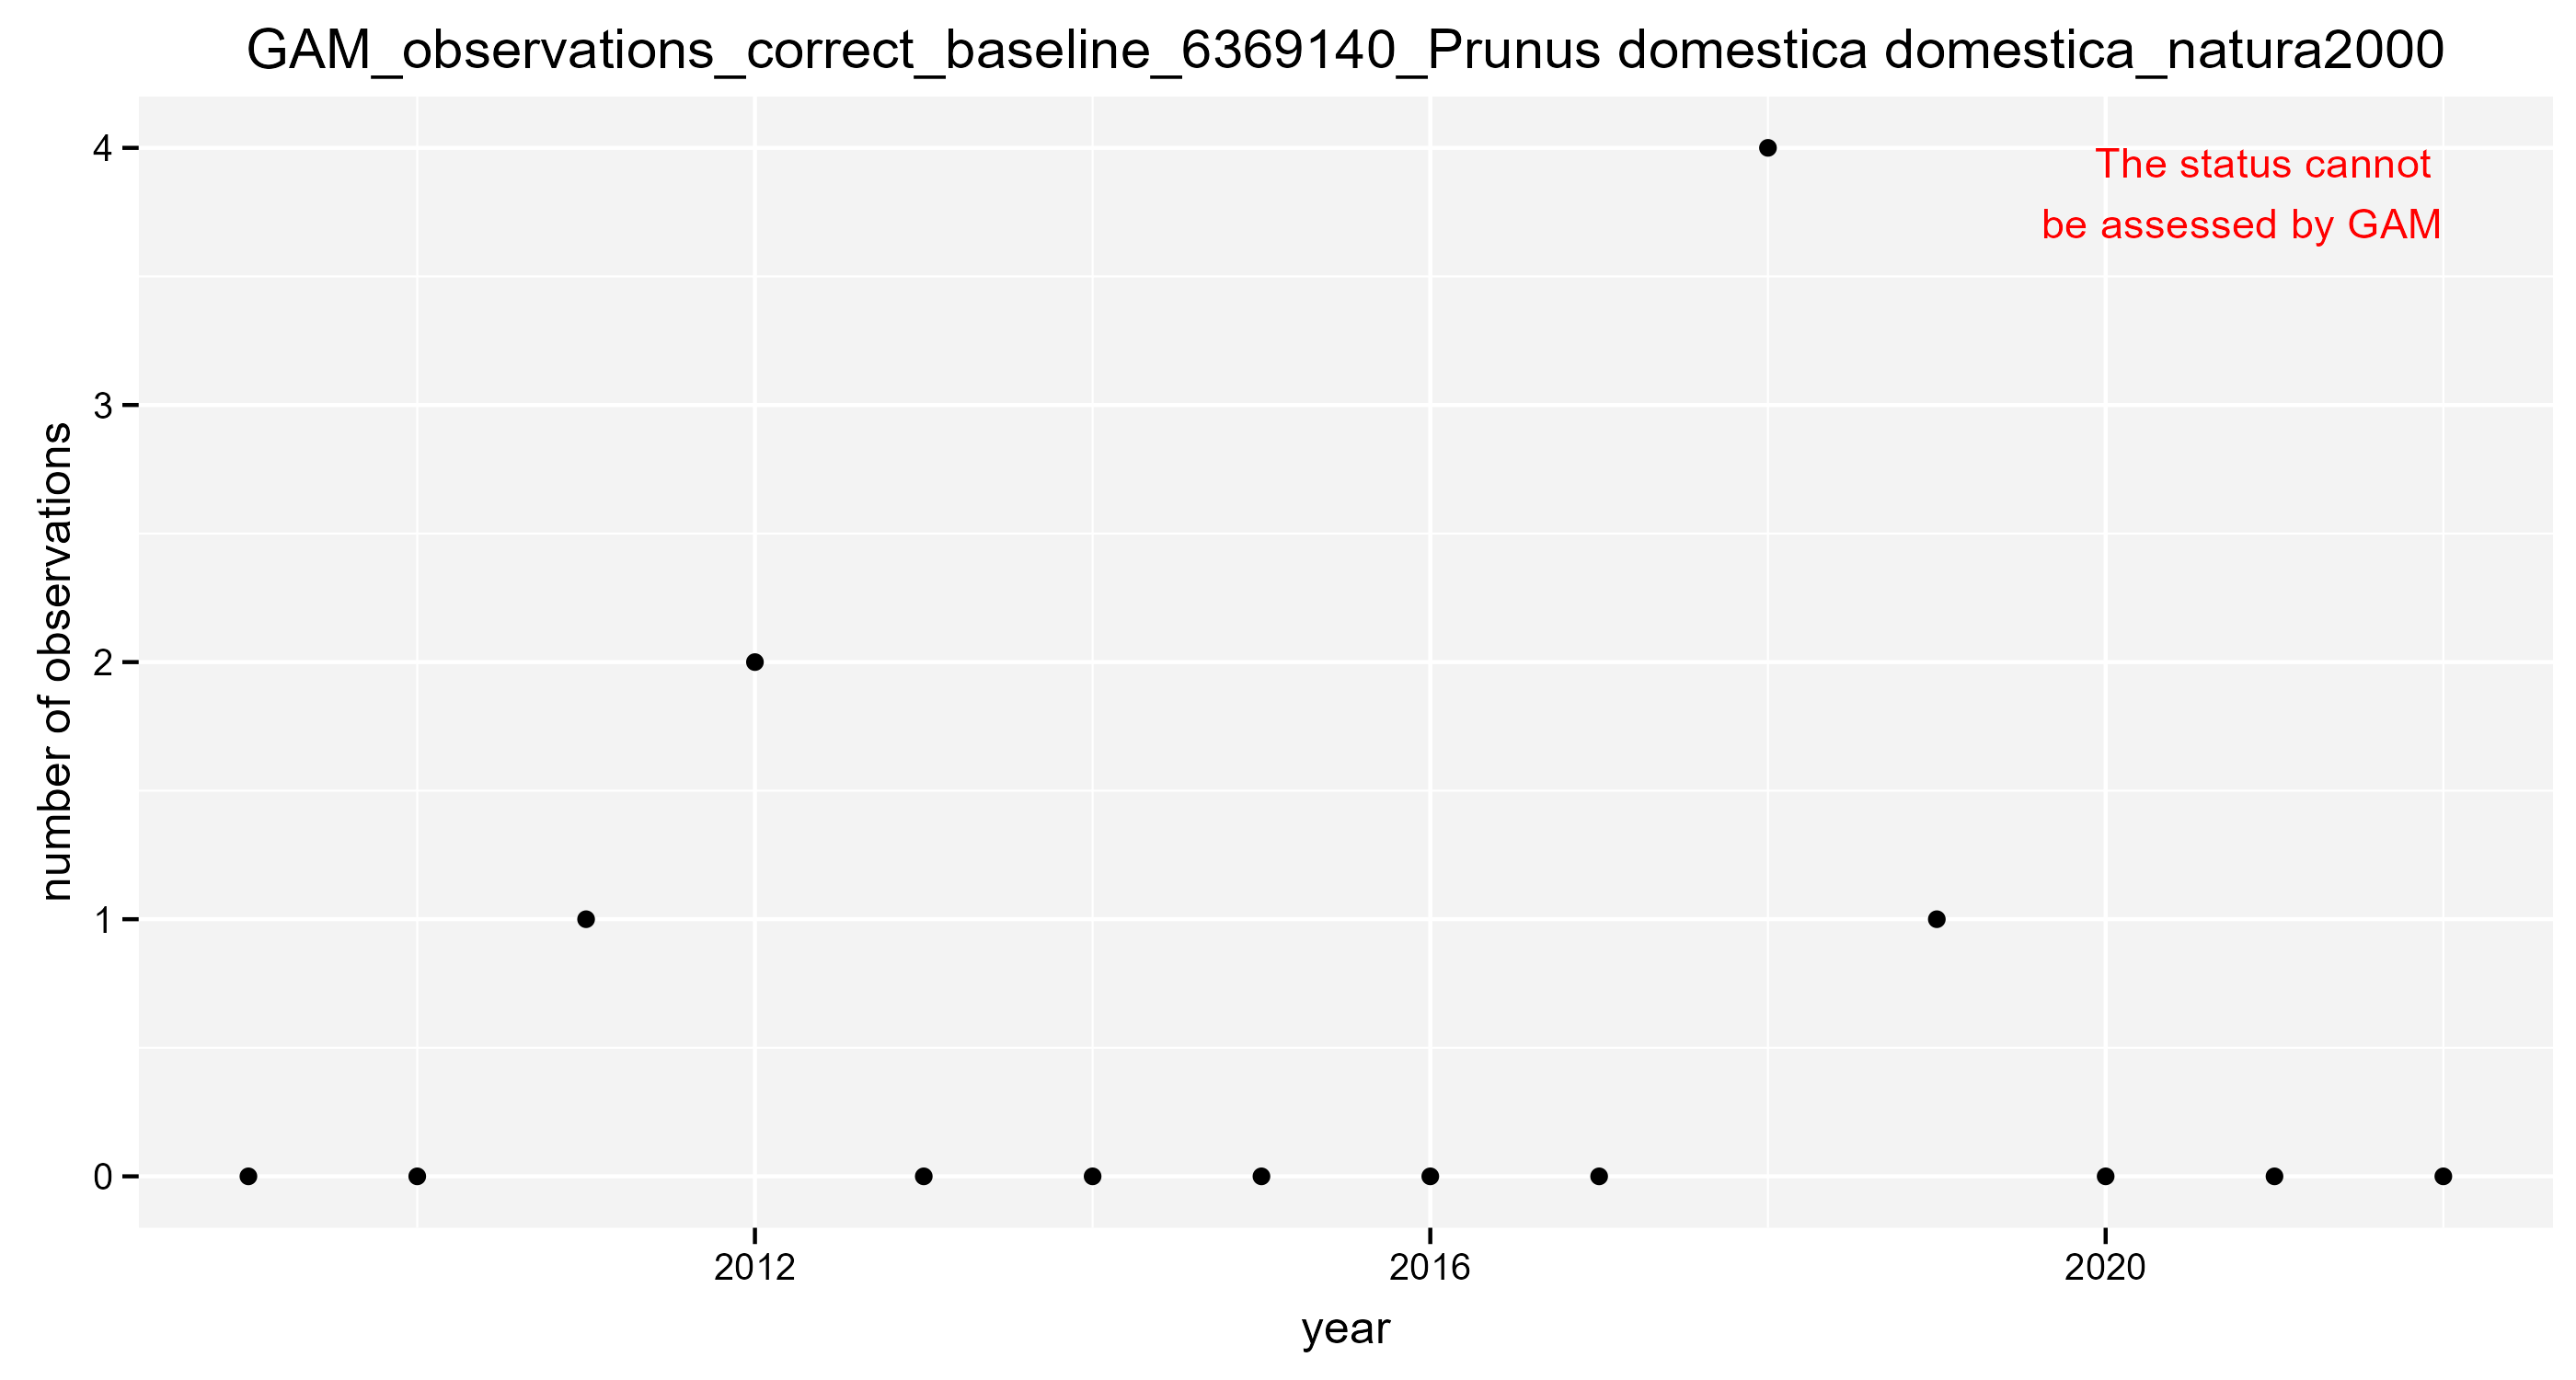 GAM_observations_correct_baseline_6369140_Prunus domestica domestica_natura2000
The status cannot
be assessed by GAM
number of observations
4
3
2
1
0
2012
2016
2020
year